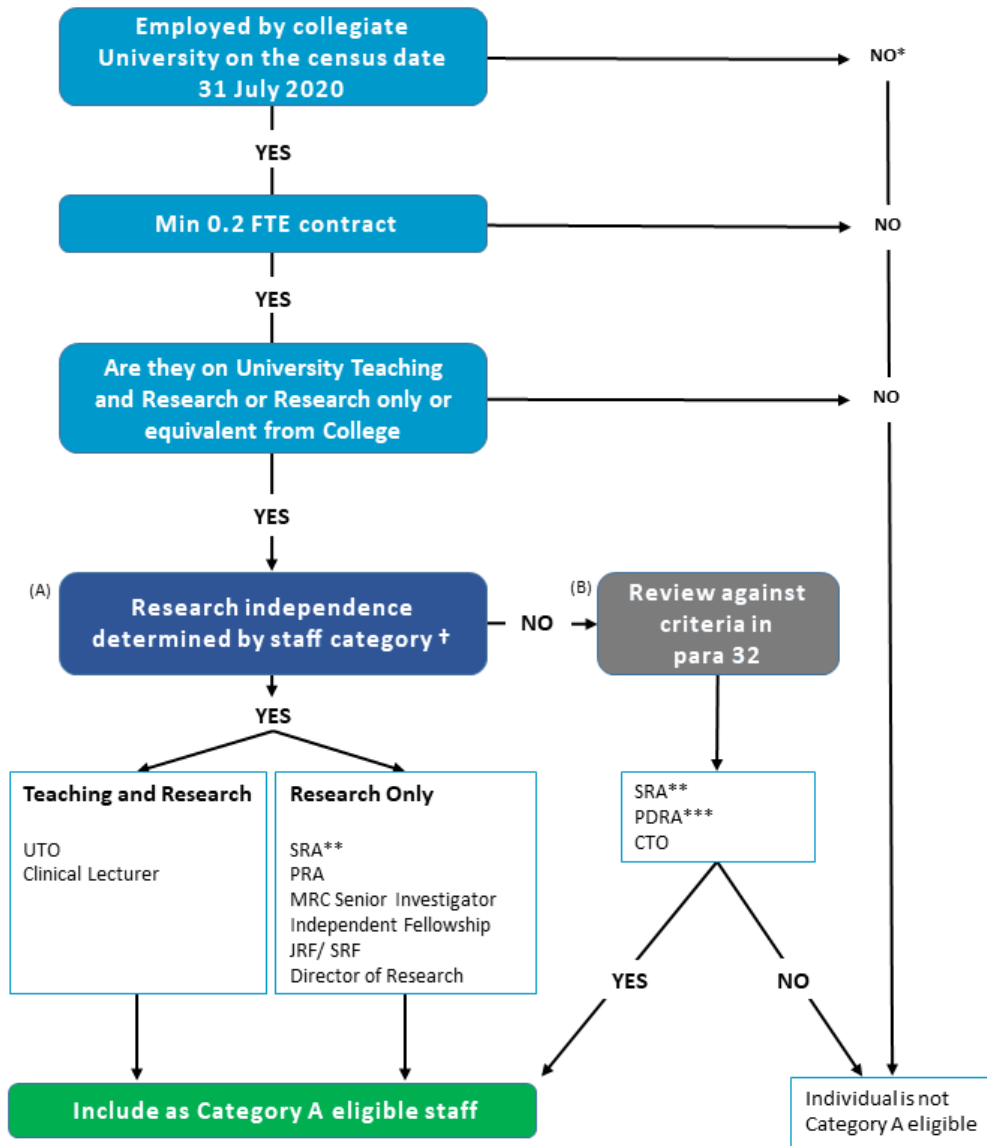 Employed by collegiate
University on the census date
31 July 2020
NO*
YES
Min 0.2 FTE contract
NO
YES
Are they on University Teaching
and Research or Research only or
equivalent from College
NO
YES
(A)
Research independence
determined by staff category †
NO
(B)
Review against
criteria in
para 32
YES
Teaching and Research
UTO
Clinical Lecturer
Research Only
SRA**
PRA
MRC Senior Investigator
Independent Fellowship
JRF/ SRF
Director of Research
SRA**
PDRA***
CTO
YES
NO
Include as Category A eligible staff
Individual is not
Category A eligible